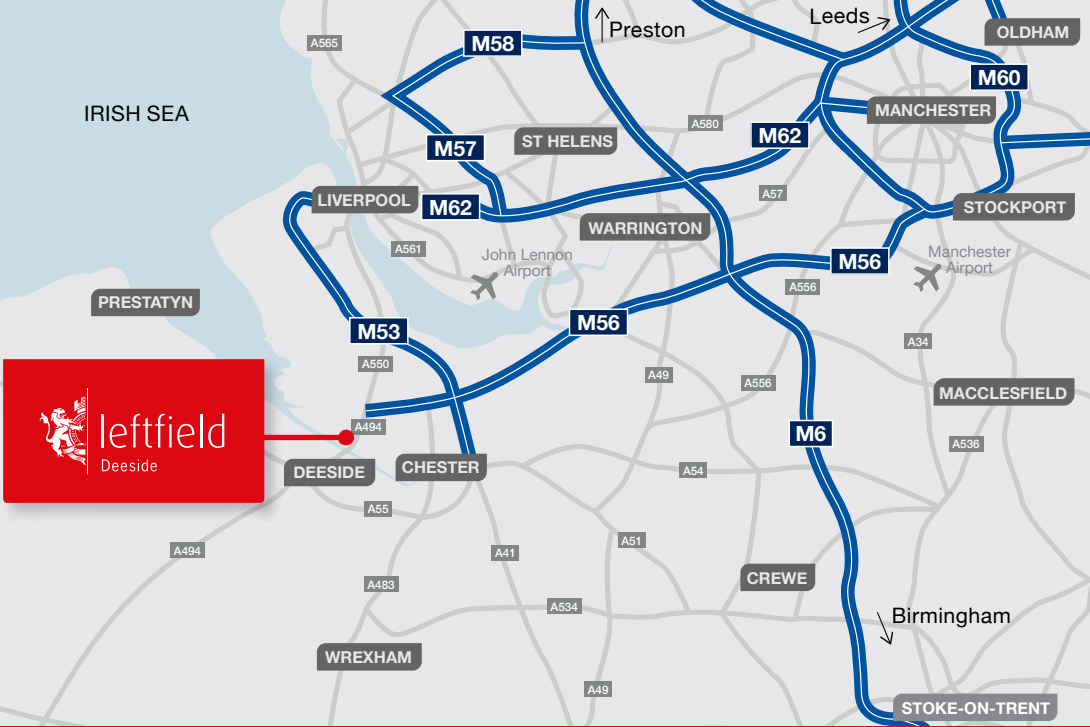 Leeds
A565
Preston
OLDHAM
M58
M60
MANCHESTER
IRISH SEA
A580
M62
ST HELENS
M57
A57
LIVERPOOL
M62
STOCKPORT
WARRINGTON
A561
John Lennon
Airport
Manchester
Airport
M56
A556
PRESTATYN
M56
M53
A34
A550
A49
A556
MACCLESFIELD
leftfield
Deeside
A494
M6
A536
DEESIDE
CHESTER
A54
A55
A51
A494
A41
A483
CREWE
A534
Birmingham
WREXHAM
A49
STOKE-ON-TRENT